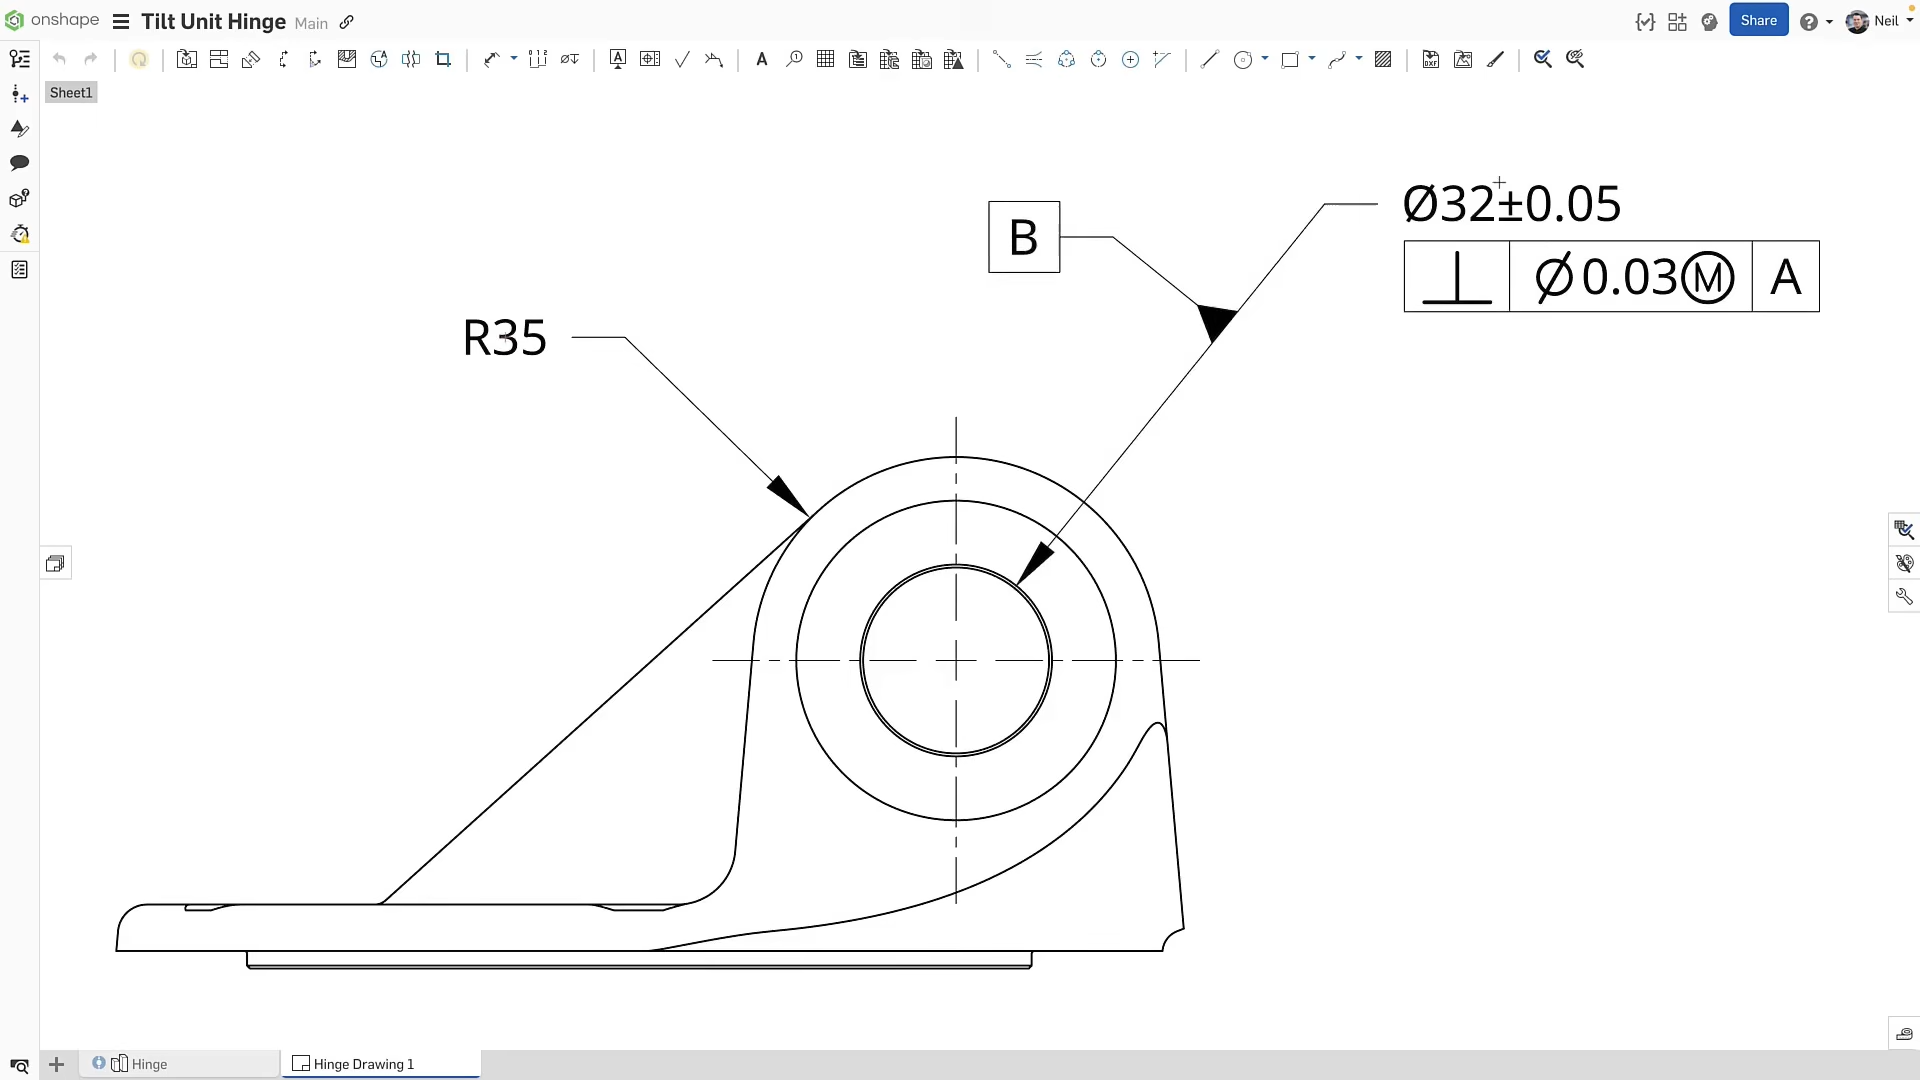 onshape Tilt Unit Hinge Main Share Neil
Sheet1
Ø32±0.05
B
⊥ Ø0.03Ⓜ A
R35
Hinge Hinge Drawing 1